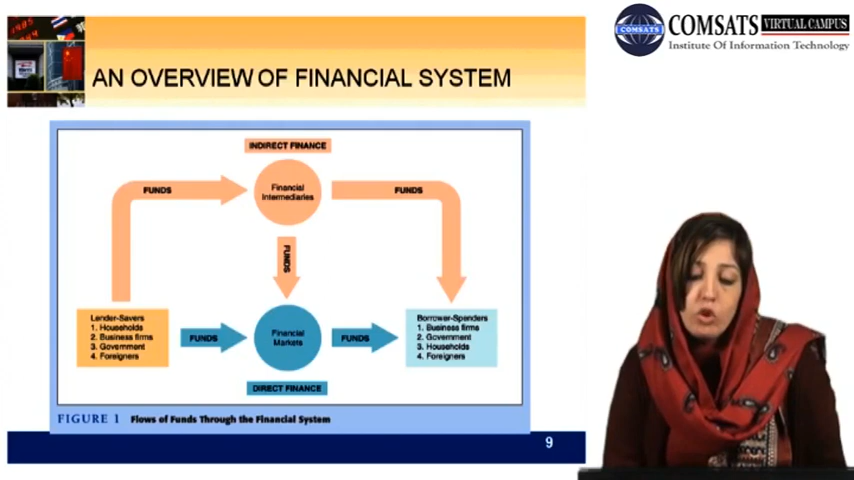 COMSATS
COMSATS VIRTUAL CAMPUS
Institute Of Information Technology
AN OVERVIEW OF FINANCIAL SYSTEM
INDIRECT FINANCE
FUNDS
Financial
Intermediaries
FUNDS
FUNDS
Lender-Savers
1. Households
2. Business firms
3. Government
4. Foreigners
FUNDS
Financial
Markets
FUNDS
Borrower-Spenders
1. Business firms
2. Government
3. Households
4. Foreigners
DIRECT FINANCE
FIGURE 1 Flows of Funds Through the Financial System
9